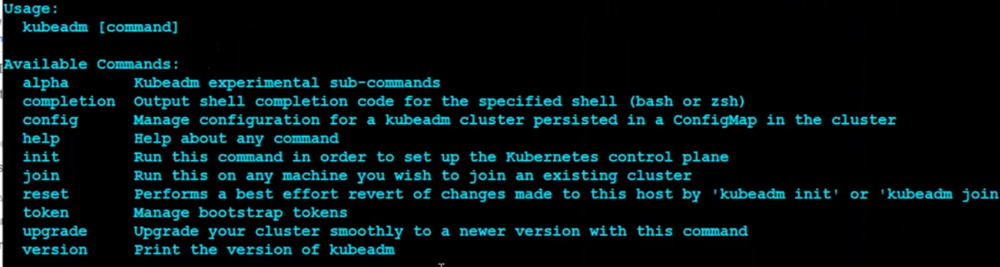 Usage:
kubeadm [command]
Available Commands:
alpha Kubeadm experimental sub-commands
completion Output shell completion code for the specified shell (bash or zsh)
config Manage configuration for a kubeadm cluster persisted in a ConfigMap in the cluster
help Help about any command
init Run this command in order to set up the Kubernetes control plane
join Run this on any machine you wish to join an existing cluster
reset Performs a best effort revert of changes made to this host by 'kubeadm init' or 'kubeadm join
token Manage bootstrap tokens
upgrade Upgrade your cluster smoothly to a newer version with this command
version Print the version of kubeadm